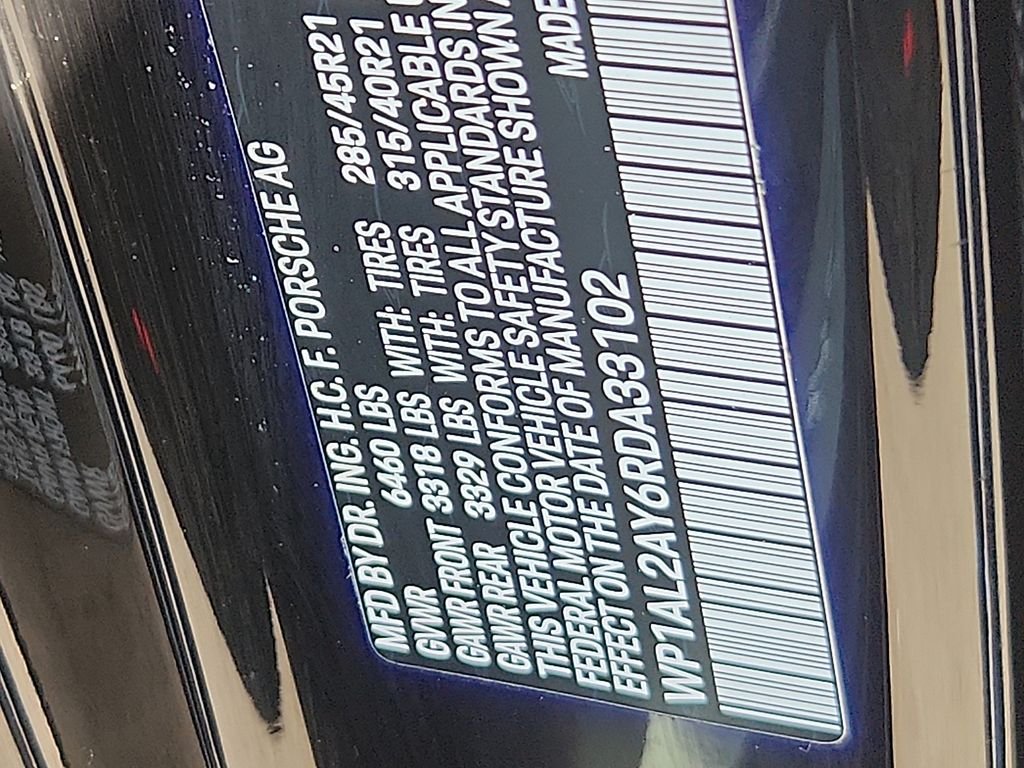 MFD BY DR. ING. H.C. F. PORSCHE AG
GVWR 6460 LBS
GAWR FRONT 3318 LBS WITH: TIRES 285/45R21
GAWR REAR 3329 LBS WITH: TIRES 315/40R21
THIS VEHICLE CONFORMS TO ALL APPLICABLE
FEDERAL MOTOR VEHICLE SAFETY STANDARDS IN
EFFECT ON THE DATE OF MANUFACTURE SHOWN
WP1AL2AY6RDA33102 MADE